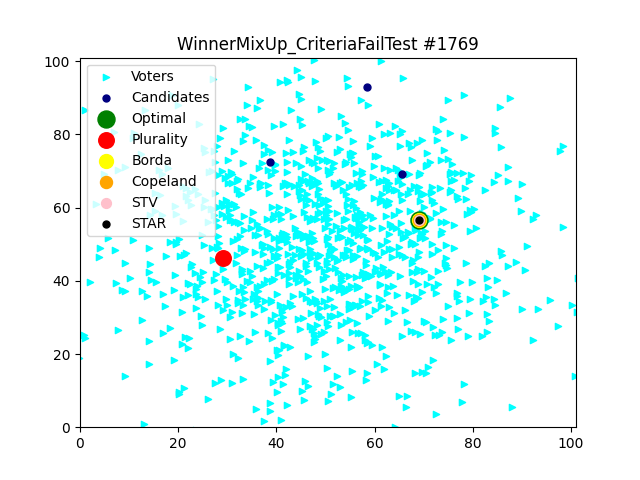 WinnerMixUp_CriteriaFailTest #1769
100
80
60
40
20
0
Voters
Candidates
Optimal
Plurality
Borda
Copeland
STV
STAR
0 20 40 60 80 100